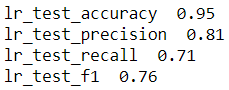 lr_test_accuracy 0.95
lr_test_precision 0.81
lr_test_recall 0.71
lr_test_f1 0.76